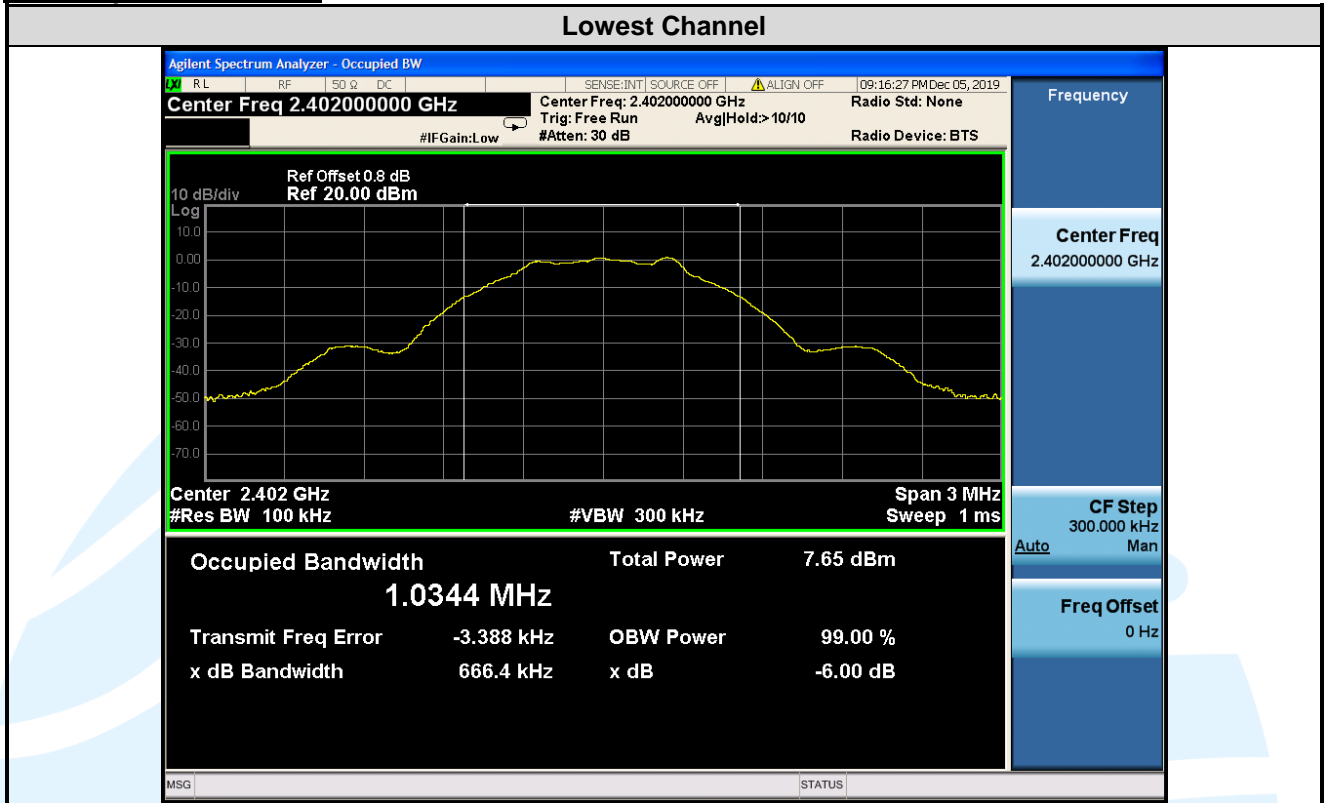 Lowest Channel
Agilent Spectrum Analyzer - Occupied BW
LXI RL RF 50 Ω DC SENSE:INT SOURCE OFF ALIGN OFF 09:16:27 PM Dec 05, 2019
Center Freq 2.402000000 GHz Center Freq: 2.402000000 GHz Radio Std: None
Trig: Free Run Avg|Hold:> 10/10
#IFGain:Low #Atten: 30 dB Radio Device: BTS
Ref Offset 0.8 dB
10 dB/div Ref 20.00 dBm
Log
10.0
0.00
-10.0
-20.0
-30.0
-40.0
-50.0
-60.0
-70.0
Center 2.402 GHz Span 3 MHz
#Res BW 100 kHz #VBW 300 kHz Sweep 1 ms
Occupied Bandwidth Total Power 7.65 dBm
1.0344 MHz
Transmit Freq Error -3.388 kHz OBW Power 99.00 %
x dB Bandwidth 666.4 kHz x dB -6.00 dB
MSG STATUS
Frequency
Center Freq
2.402000000 GHz
CF Step
300.000 kHz
Auto Man
Freq Offset
0 Hz